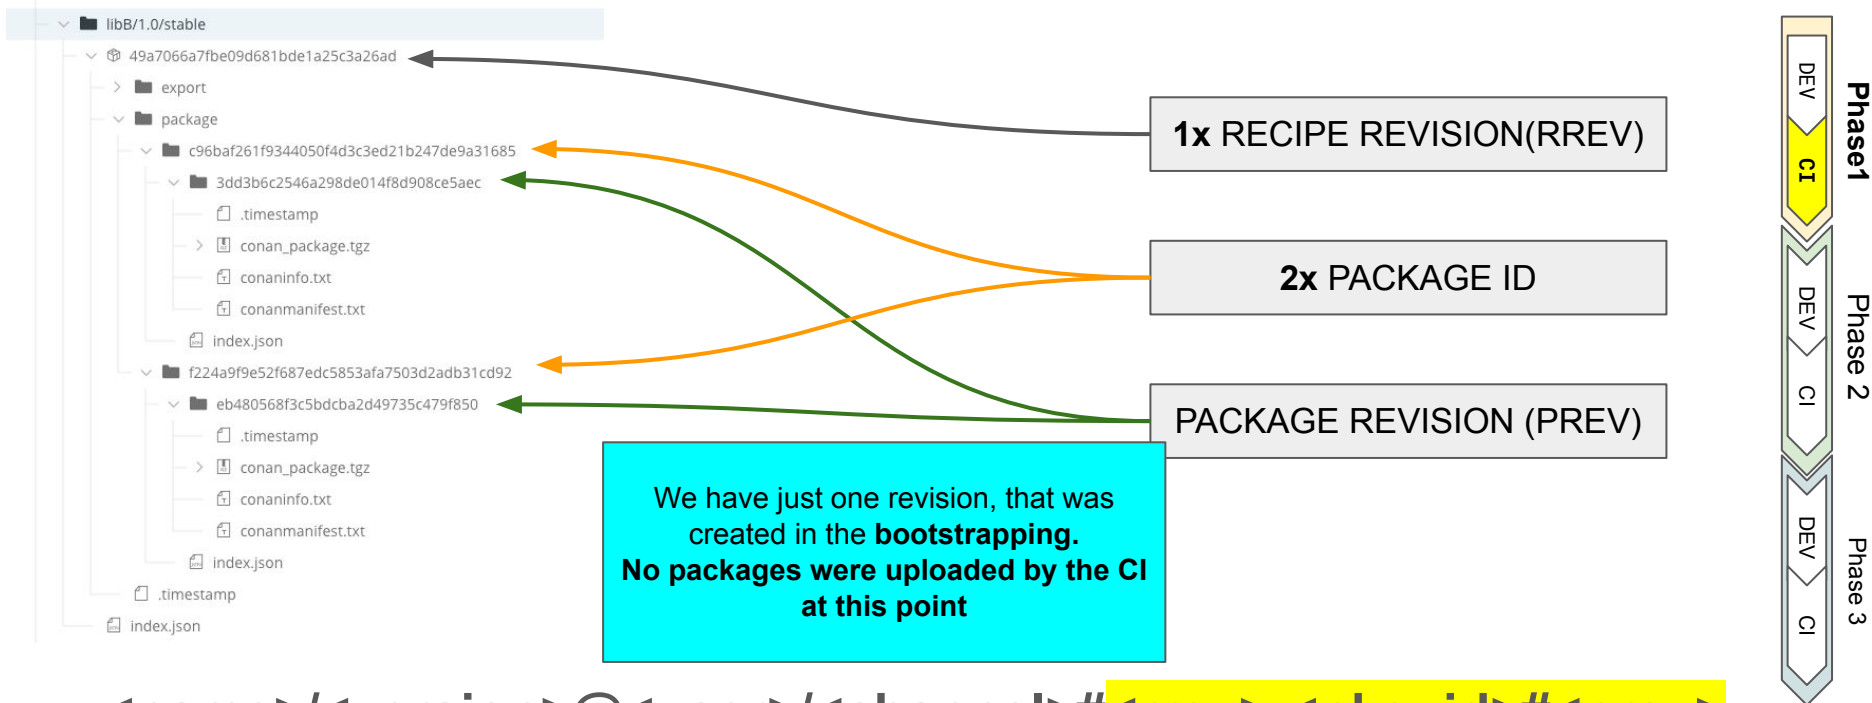 libB/1.0/stable
49a7066a7fbe09d681bde1a25c3a26ad
export
package
c96baf261f9344050f4d3c3ed21b247de9a31685
3dd3b6c2546a298de014f8d908ce5aec
.timestamp
conan_package.tgz
conaninfo.txt
conanmanifest.txt
index.json
f224a9f9e52f687edc5853afa7503d2adb31cd92
eb480568f3c5bdcba2d49735c479f850
.timestamp
conan_package.tgz
conaninfo.txt
conanmanifest.txt
index.json
.timestamp
index.json
1x RECIPE REVISION(RREV)
2x PACKAGE ID
PACKAGE REVISION (PREV)
We have just one revision, that was
created in the bootstrapping.
No packages were uploaded by the CI
at this point
DEV
CI
Phase1
DEV
CI
Phase 2
DEV
CI
Phase 3